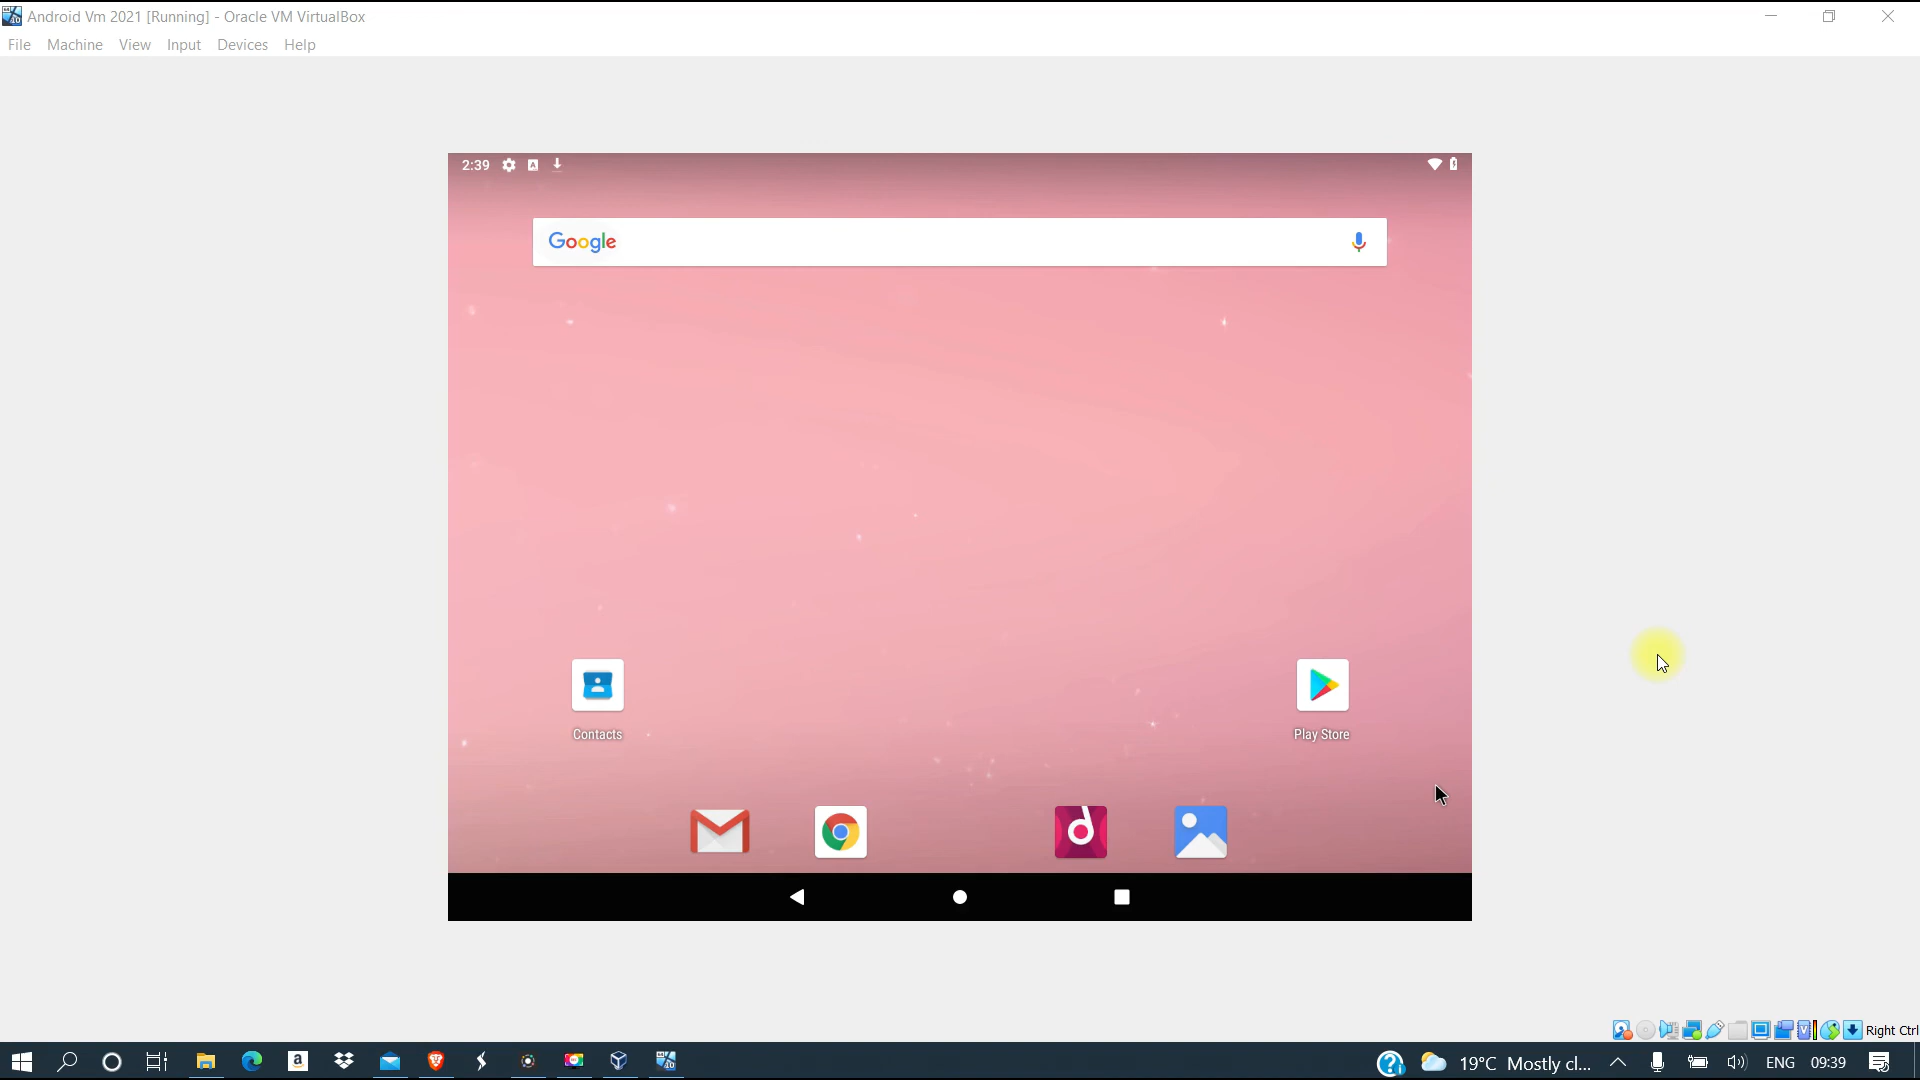 Android Vm 2021 [Running] - Oracle VM VirtualBox
File Machine View Input Devices Help
2:39
Google
Contacts
Play Store
Right Ctrl
19°C Mostly cl... ENG 09:39